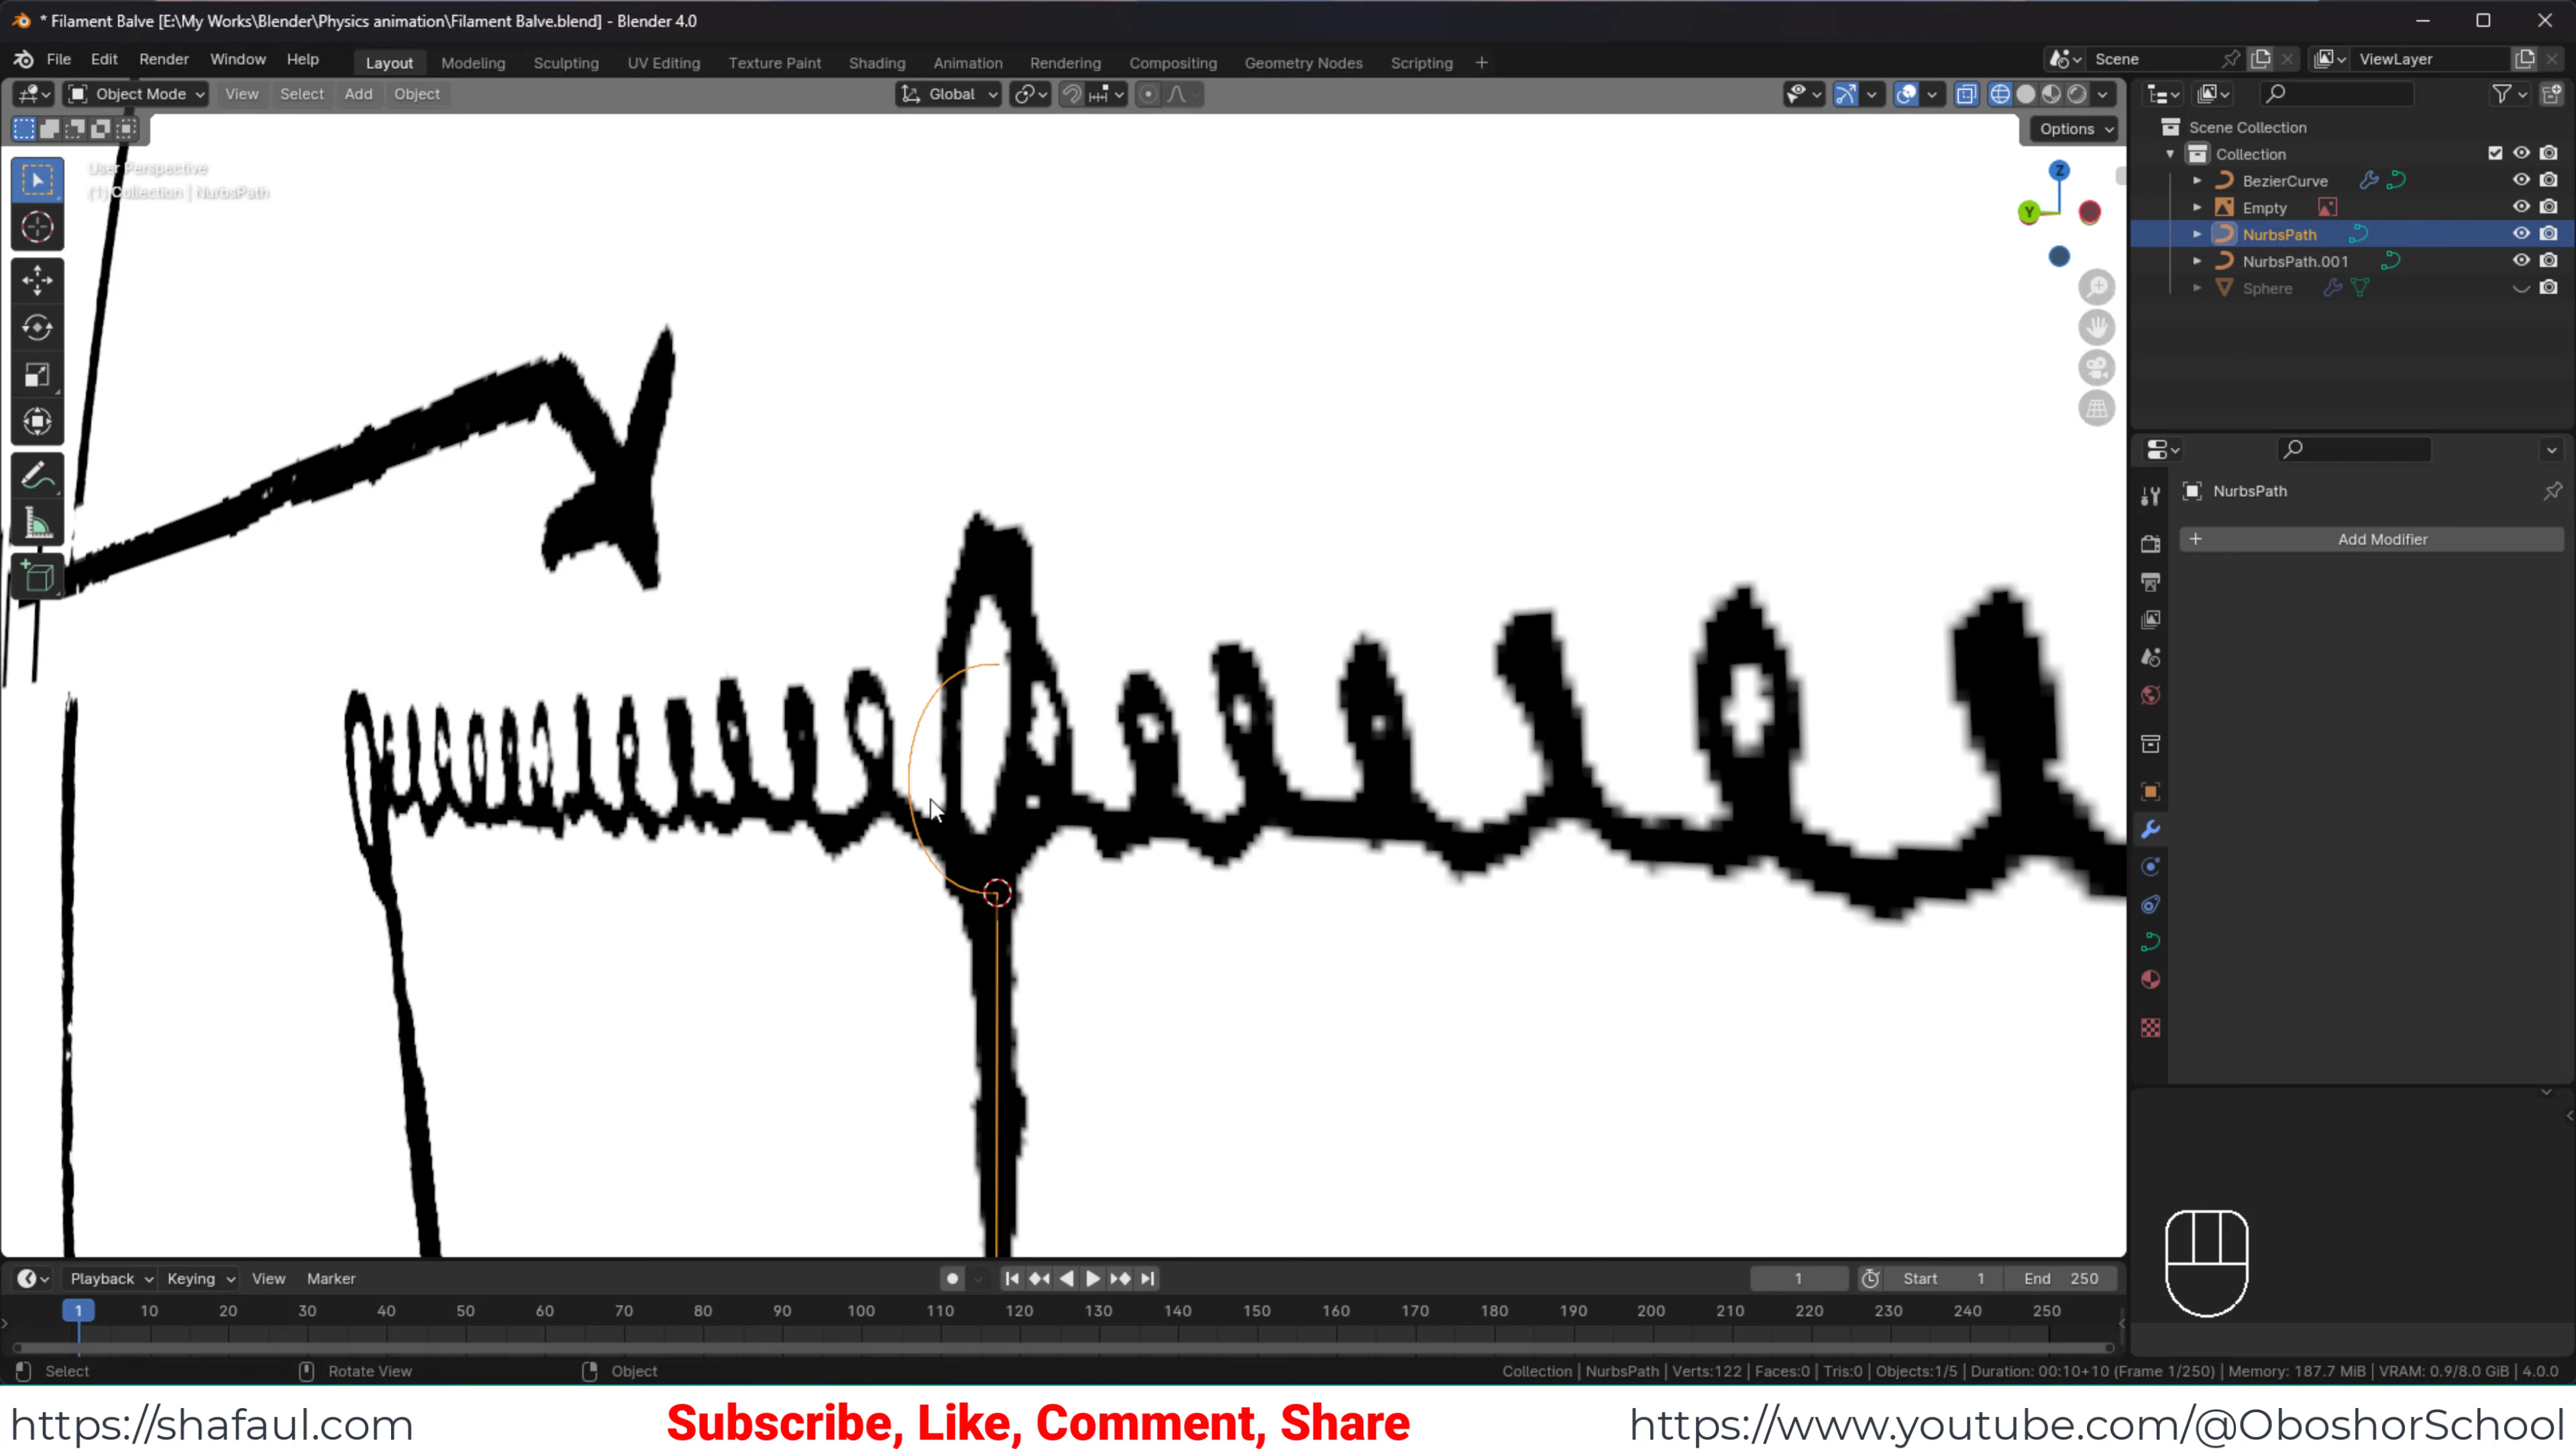 * Filament Balve [E:\My Works\Blender\Physics animation\Filament Balve.blend] - Blender 4.0
File Edit Render Window Help Layout Modeling Sculpting UV Editing Texture Paint Shading Animation Rendering Compositing Geometry Nodes Scripting + Scene ViewLayer
Object Mode View Select Add Object Global
Options
User Perspective
(1) Collection | NurbsPath
Z
Y
Scene Collection
Collection
BezierCurve
Empty
NurbsPath
NurbsPath.001
Sphere
NurbsPath
+ Add Modifier
Playback Keying View Marker 1 Start 1 End 250
1 10 20 30 40 50 60 70 80 90 100 110 120 130 140 150 160 170 180 190 200 210 220 230 240 250
Select Rotate View Object Collection | NurbsPath | Verts:122 | Faces:0 | Tris:0 | Objects:1/5 | Duration: 00:10+10 (Frame 1/250) | Memory: 187.7 MiB | VRAM: 0.9/8.0 GiB | 4.0.0
https://shafaul.com Subscribe, Like, Comment, Share https://www.youtube.com/@OboshorSchool